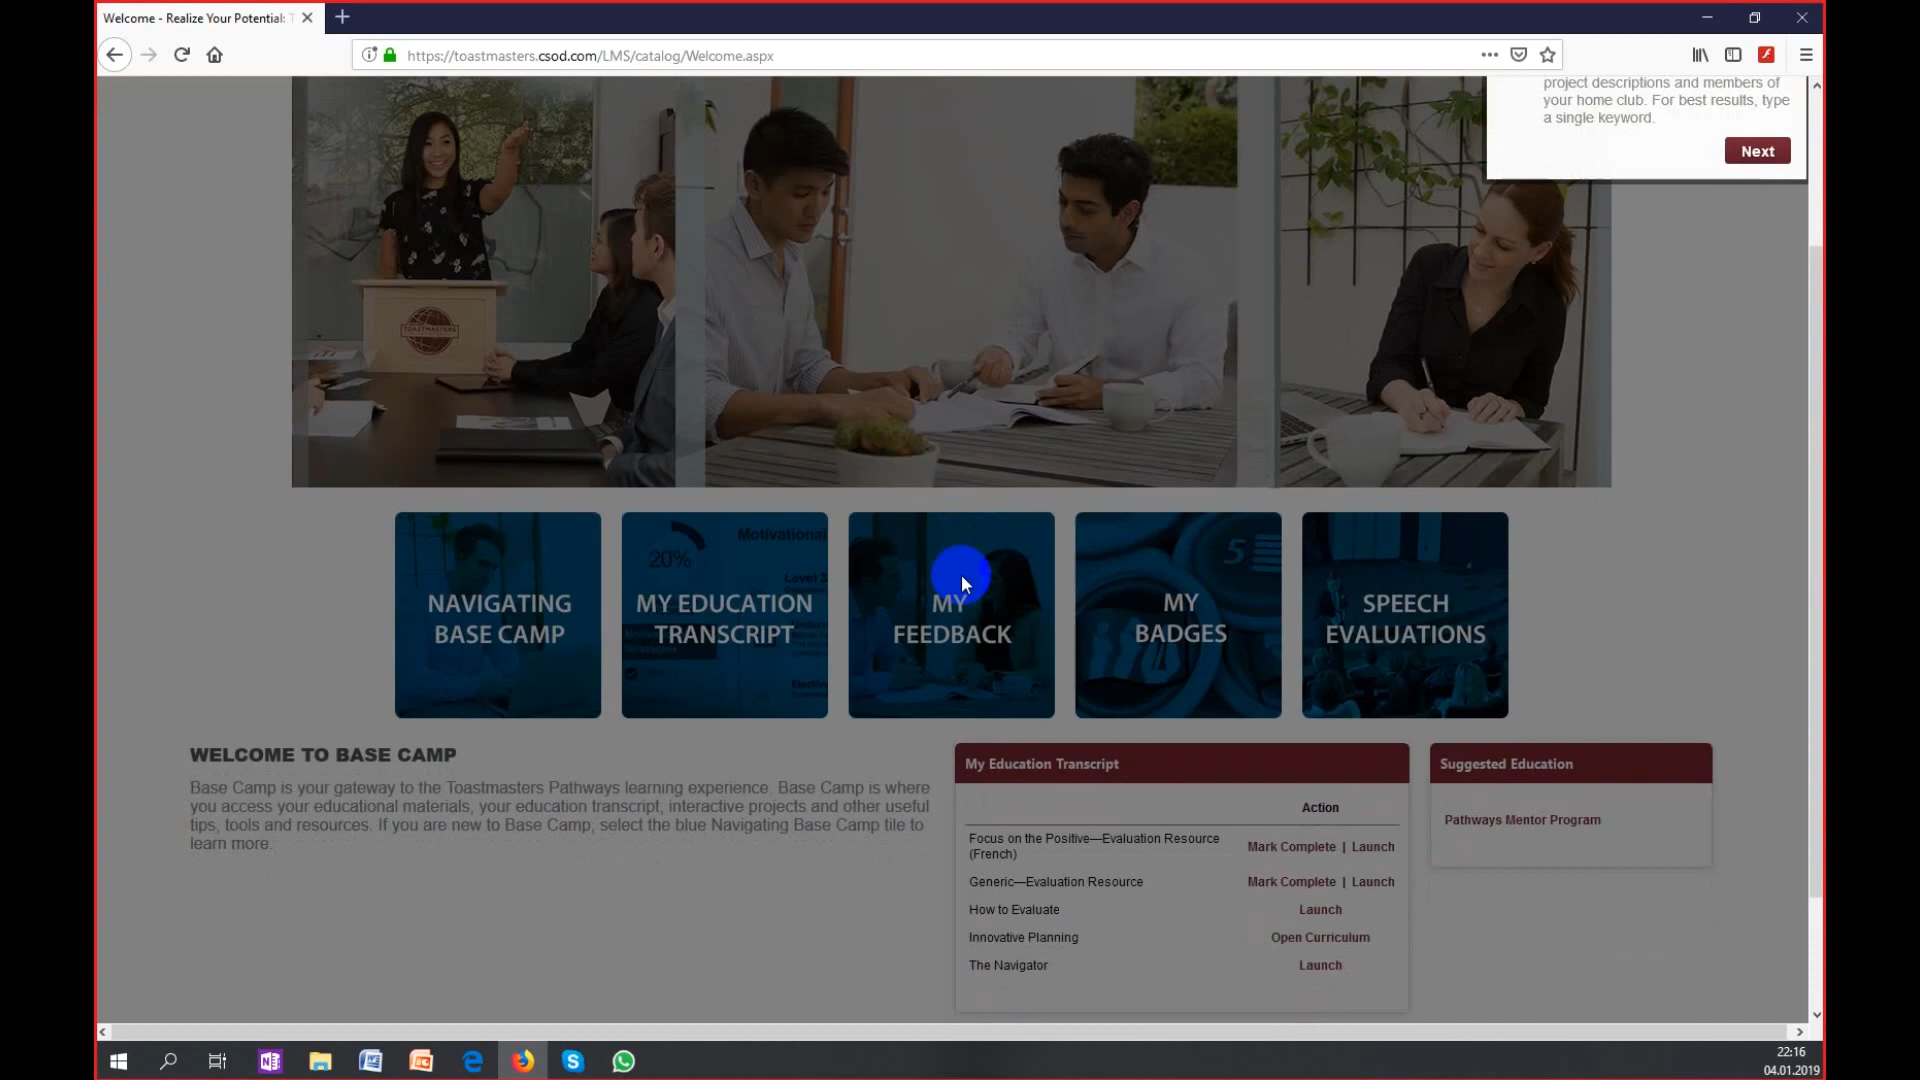 Welcome - Realize Your Potential:
https://toastmasters.csod.com/LMS/catalog/Welcome.aspx
project descriptions and members of
your home club. For best results, type
a single keyword.
Next
TOASTMASTERS
20%
Motivational
Level 3
5
NAVIGATING
BASE CAMP
MY EDUCATION
TRANSCRIPT
MY
FEEDBACK
MY
BADGES
SPEECH
EVALUATIONS
WELCOME TO BASE CAMP
Base Camp is your gateway to the Toastmasters Pathways learning experience. Base Camp is where
you access your educational materials, your education transcript, interactive projects and other useful
tips, tools and resources. If you are new to Base Camp, select the blue Navigating Base Camp tile to
learn more.
My Education Transcript
Action
Focus on the Positive—Evaluation Resource
(French)
Mark Complete | Launch
Generic—Evaluation Resource Mark Complete | Launch
How to Evaluate Launch
Innovative Planning Open Curriculum
The Navigator Launch
Suggested Education
Pathways Mentor Program
22:16
04.01.2019